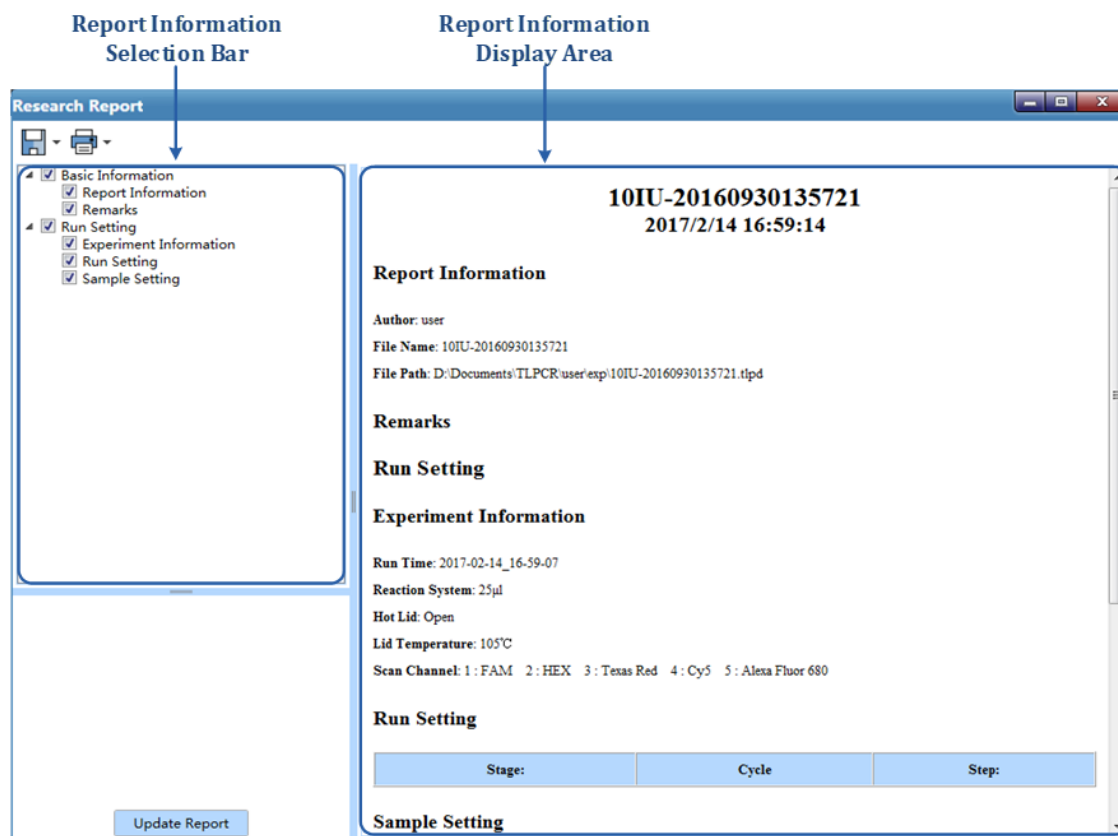 Report Information
Selection Bar
Report Information
Display Area
Research Report
Basic Information
Report Information
Remarks
Run Setting
Experiment Information
Run Setting
Sample Setting
Update Report
10IU-20160930135721
2017/2/14 16:59:14
Report Information
Author: user
File Name: 10IU-20160930135721
File Path: D:\Documents\TLPCR\user\exp\10IU-20160930135721.tlpd
Remarks
Run Setting
Experiment Information
Run Time: 2017-02-14_16-59-07
Reaction System: 25μl
Hot Lid: Open
Lid Temperature: 105℃
Scan Channel: 1 : FAM 2 : HEX 3 : Texas Red 4 : Cy5 5 : Alexa Fluor 680
Run Setting
Stage: Cycle Step:
Sample Setting